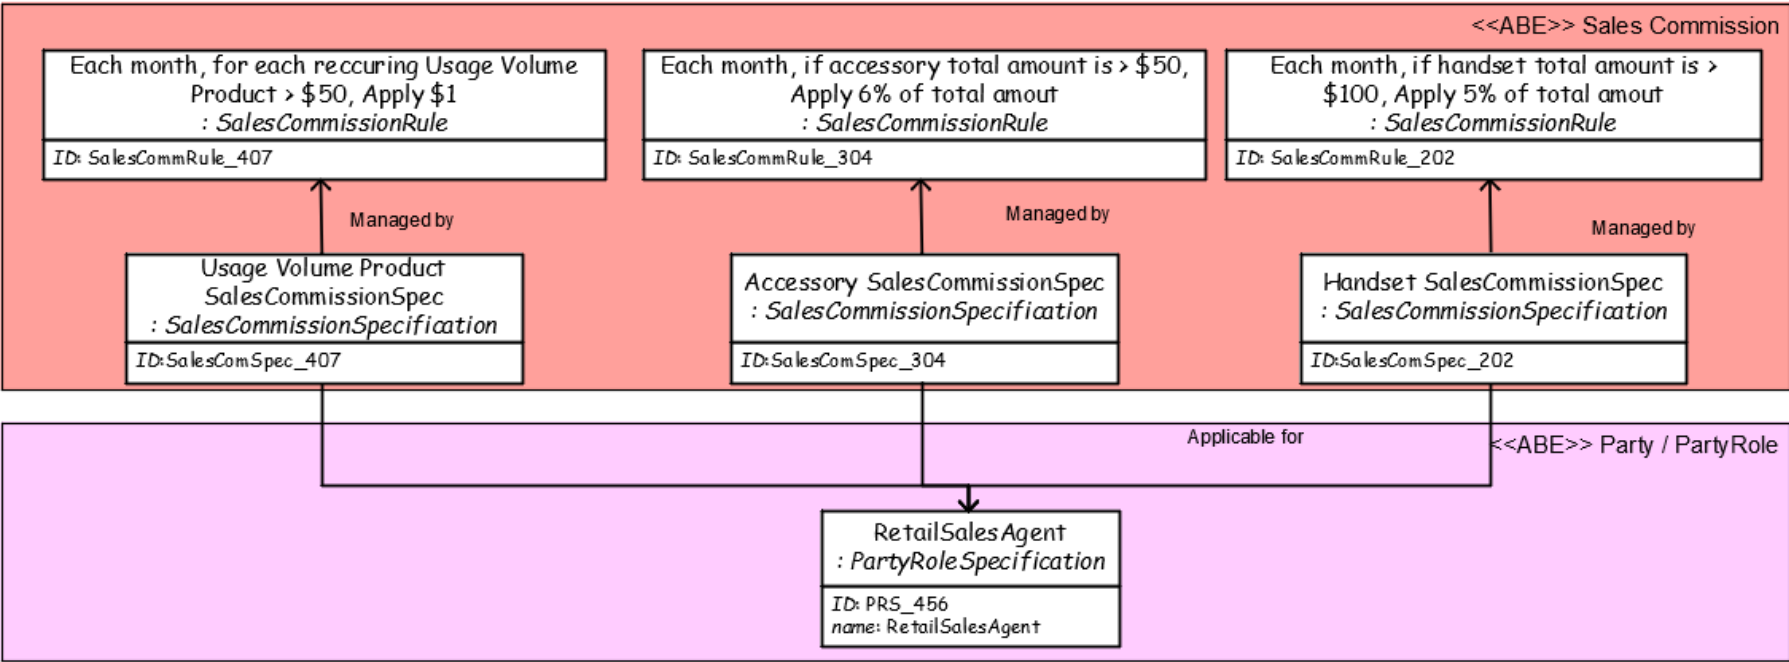 <<ABE>> Sales Commission
Each month, for each reccuring Usage Volume
Product > $50, Apply $1
: SalesCommissionRule
ID: SalesCommRule_407
Each month, if accessory total amount is > $50,
Apply 6% of total amout
: SalesCommissionRule
ID: SalesCommRule_304
Each month, if handset total amount is >
$100, Apply 5% of total amout
: SalesCommissionRule
ID: SalesCommRule_202
Managed by
Managed by
Managed by
Usage Volume Product
SalesCommissionSpec
: SalesCommissionSpecification
ID:SalesComSpec_407
Accessory SalesCommissionSpec
: SalesCommissionSpecification
ID:SalesComSpec_304
Handset SalesCommissionSpec
: SalesCommissionSpecification
ID:SalesComSpec_202
Applicable for
<<ABE>> Party / PartyRole
RetailSalesAgent
: PartyRoleSpecification
ID: PRS_456
name: RetailSalesAgent